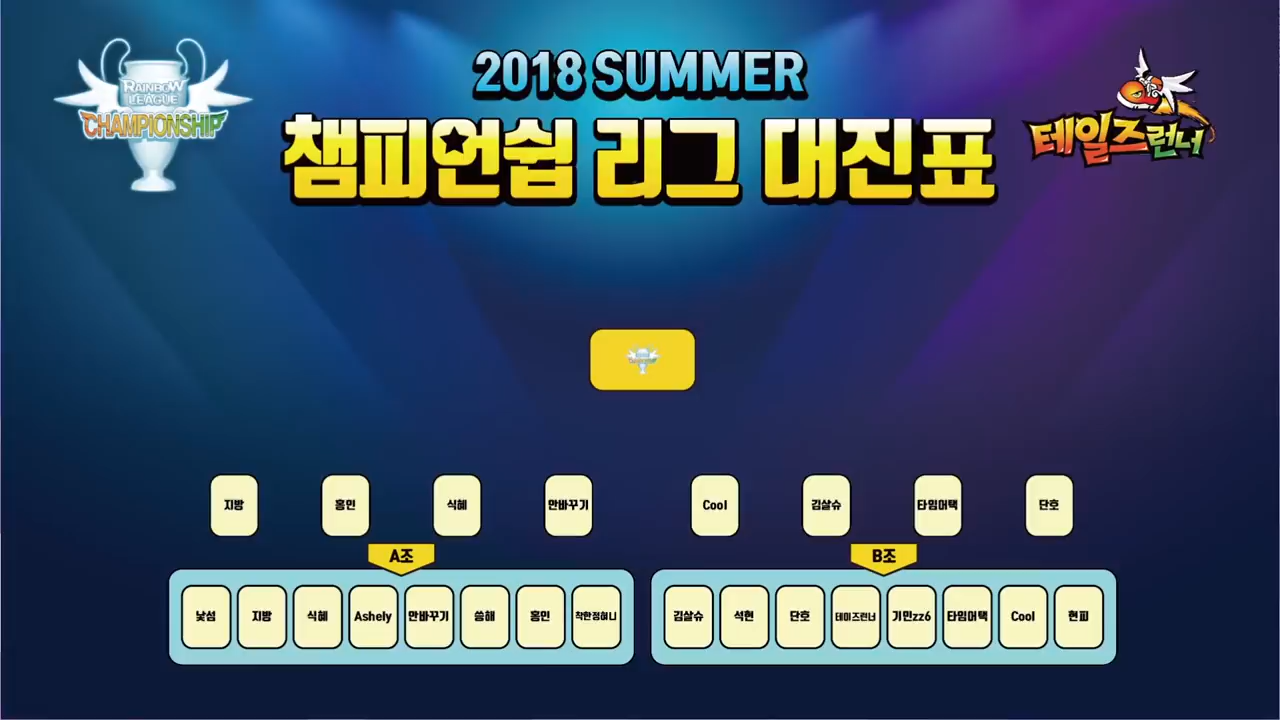 RAINBOW
LEAGUE
CHAMPIONSHIP
2018 SUMMER
챔피언쉽 리그 대진표
테일즈런너
지방 홍인 식혜 만바꾸기 Cool 김살슈 타임어택 단호
A조 B조
낯섬 지방 식혜 Ashely 만바꾸기 씀해 홍인 착한정혀니 김살슈 석현 단호 테이즈런너 기민zz6 타임어택 Cool 현피